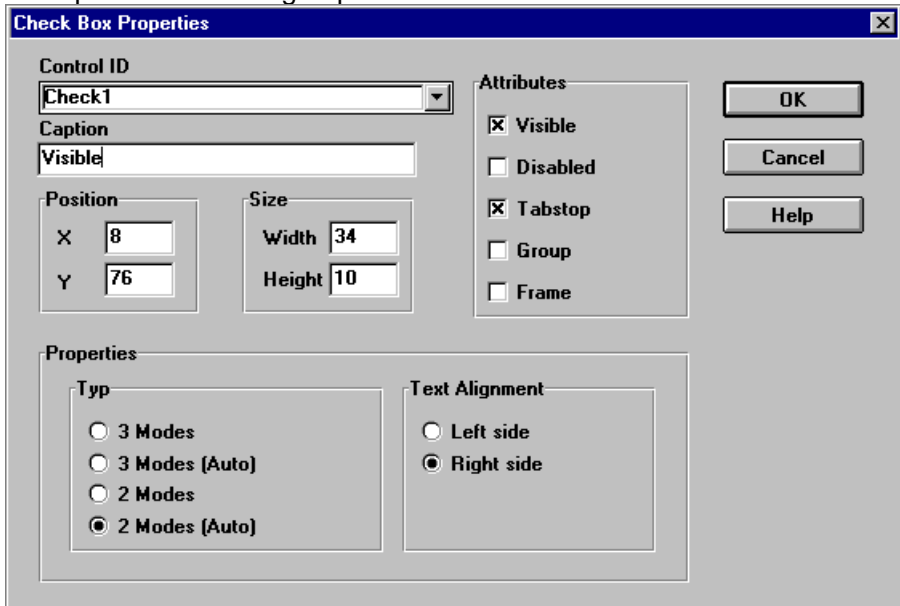 Check Box Properties
Control ID
Check1
Caption
Visible
Position
X 8
Y 76
Size
Width 34
Height 10
Attributes
Visible
Disabled
Tabstop
Group
Frame
OK
Cancel
Help
Properties
Typ
3 Modes
3 Modes (Auto)
2 Modes
2 Modes (Auto)
Text Alignment
Left side
Right side